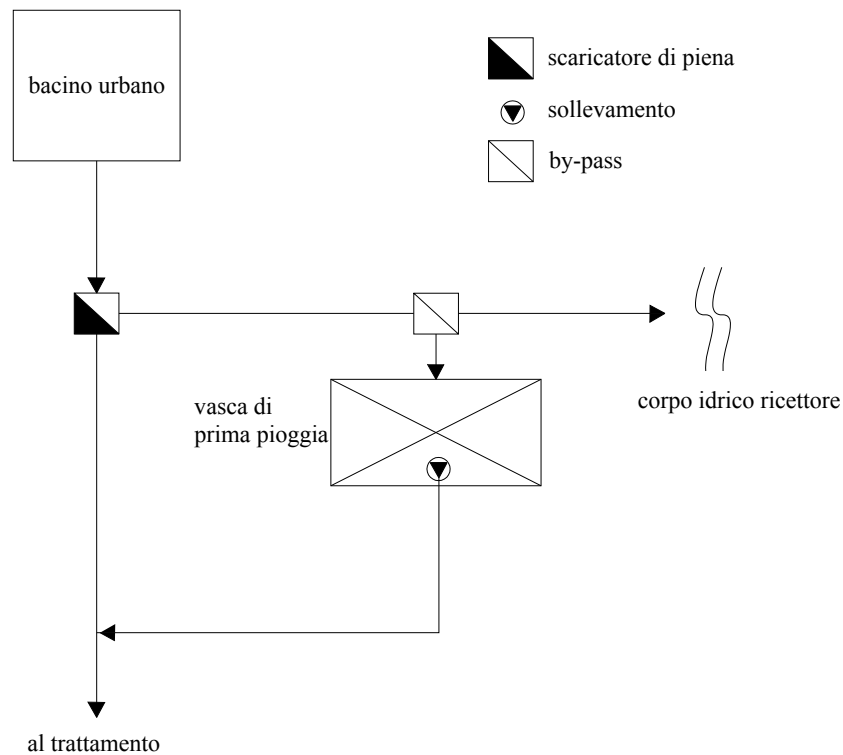 bacino urbano
scaricatore di piena
sollevamento
by-pass
vasca di
prima pioggia
corpo idrico ricettore
al trattamento